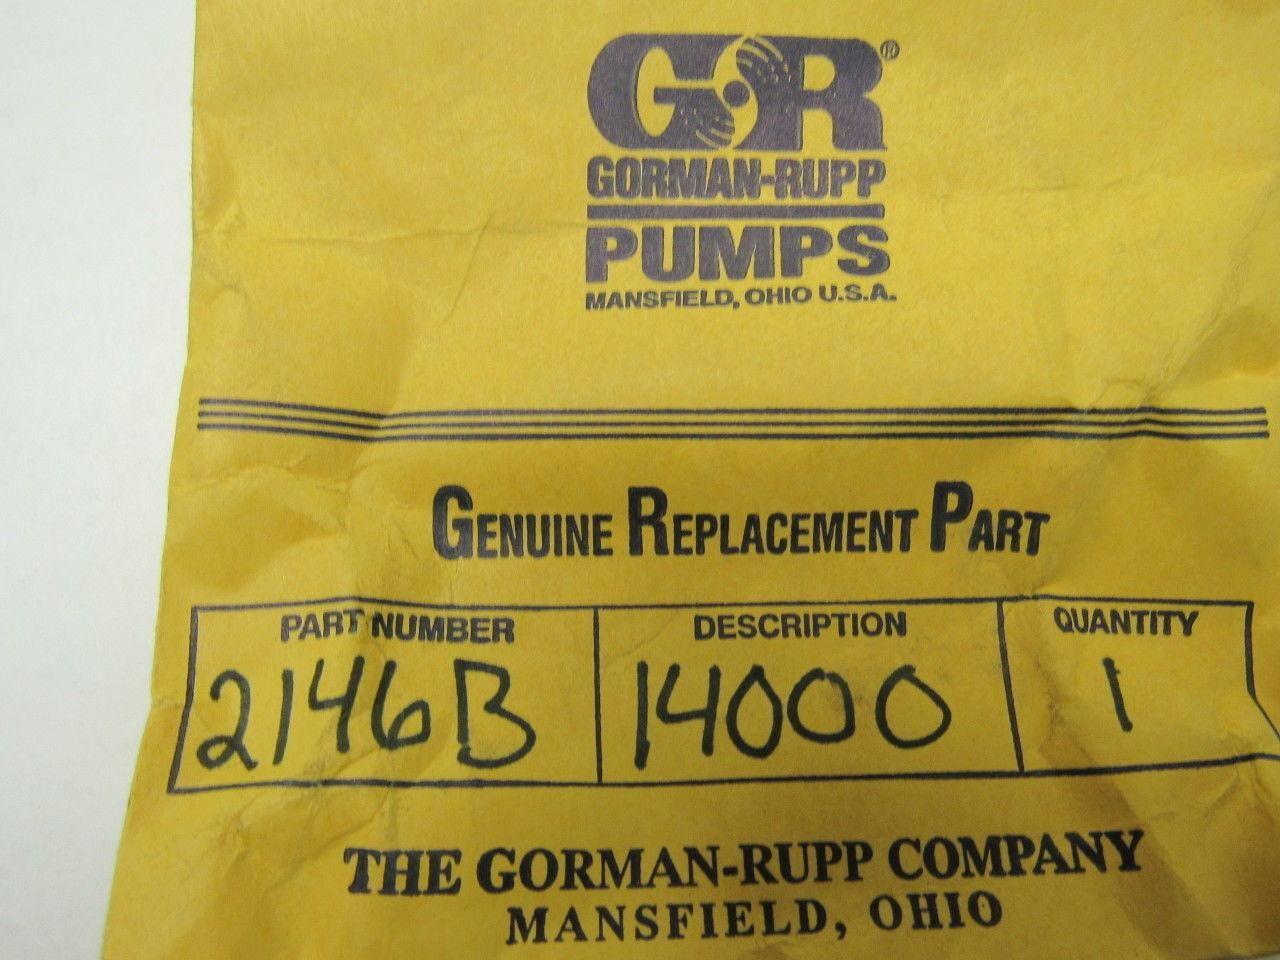 GR®
GORMAN-RUPP
PUMPS
MANSFIELD, OHIO U.S.A.
GENUINE REPLACEMENT PART
PART NUMBER DESCRIPTION QUANTITY
2146B 14000 1
THE GORMAN-RUPP COMPANY
MANSFIELD, OHIO